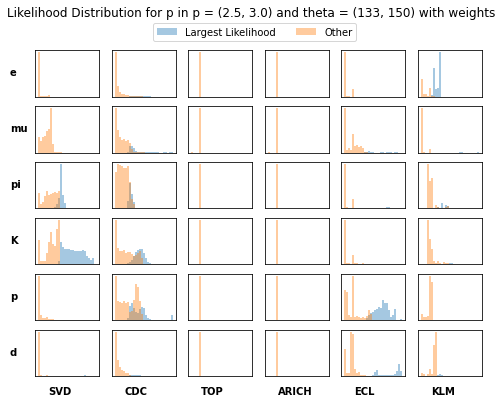 Likelihood Distribution for p in p = (2.5, 3.0) and theta = (133, 150) with weights
Largest Likelihood Other
e
mu
pi
K
p
d
SVD CDC TOP ARICH ECL KLM